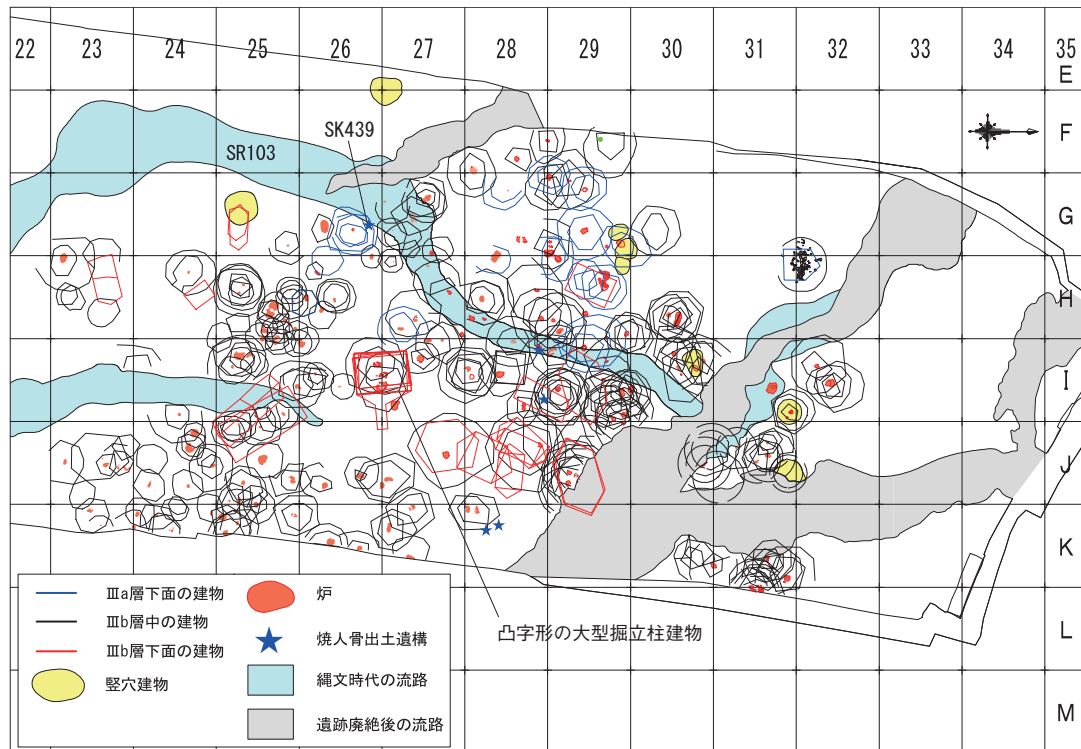 22 23 24 25 26 27 28 29 30 31 32 33 34 35
E
F
SK439
SR103
G
H
I
J
K
L
M
Ⅲa層下面の建物
Ⅲb層中の建物
Ⅲb層下面の建物
竪穴建物
炉
焼人骨出土遺構
縄文時代の流路
遺跡廃絶後の流路
凸字形の大型掘立柱建物